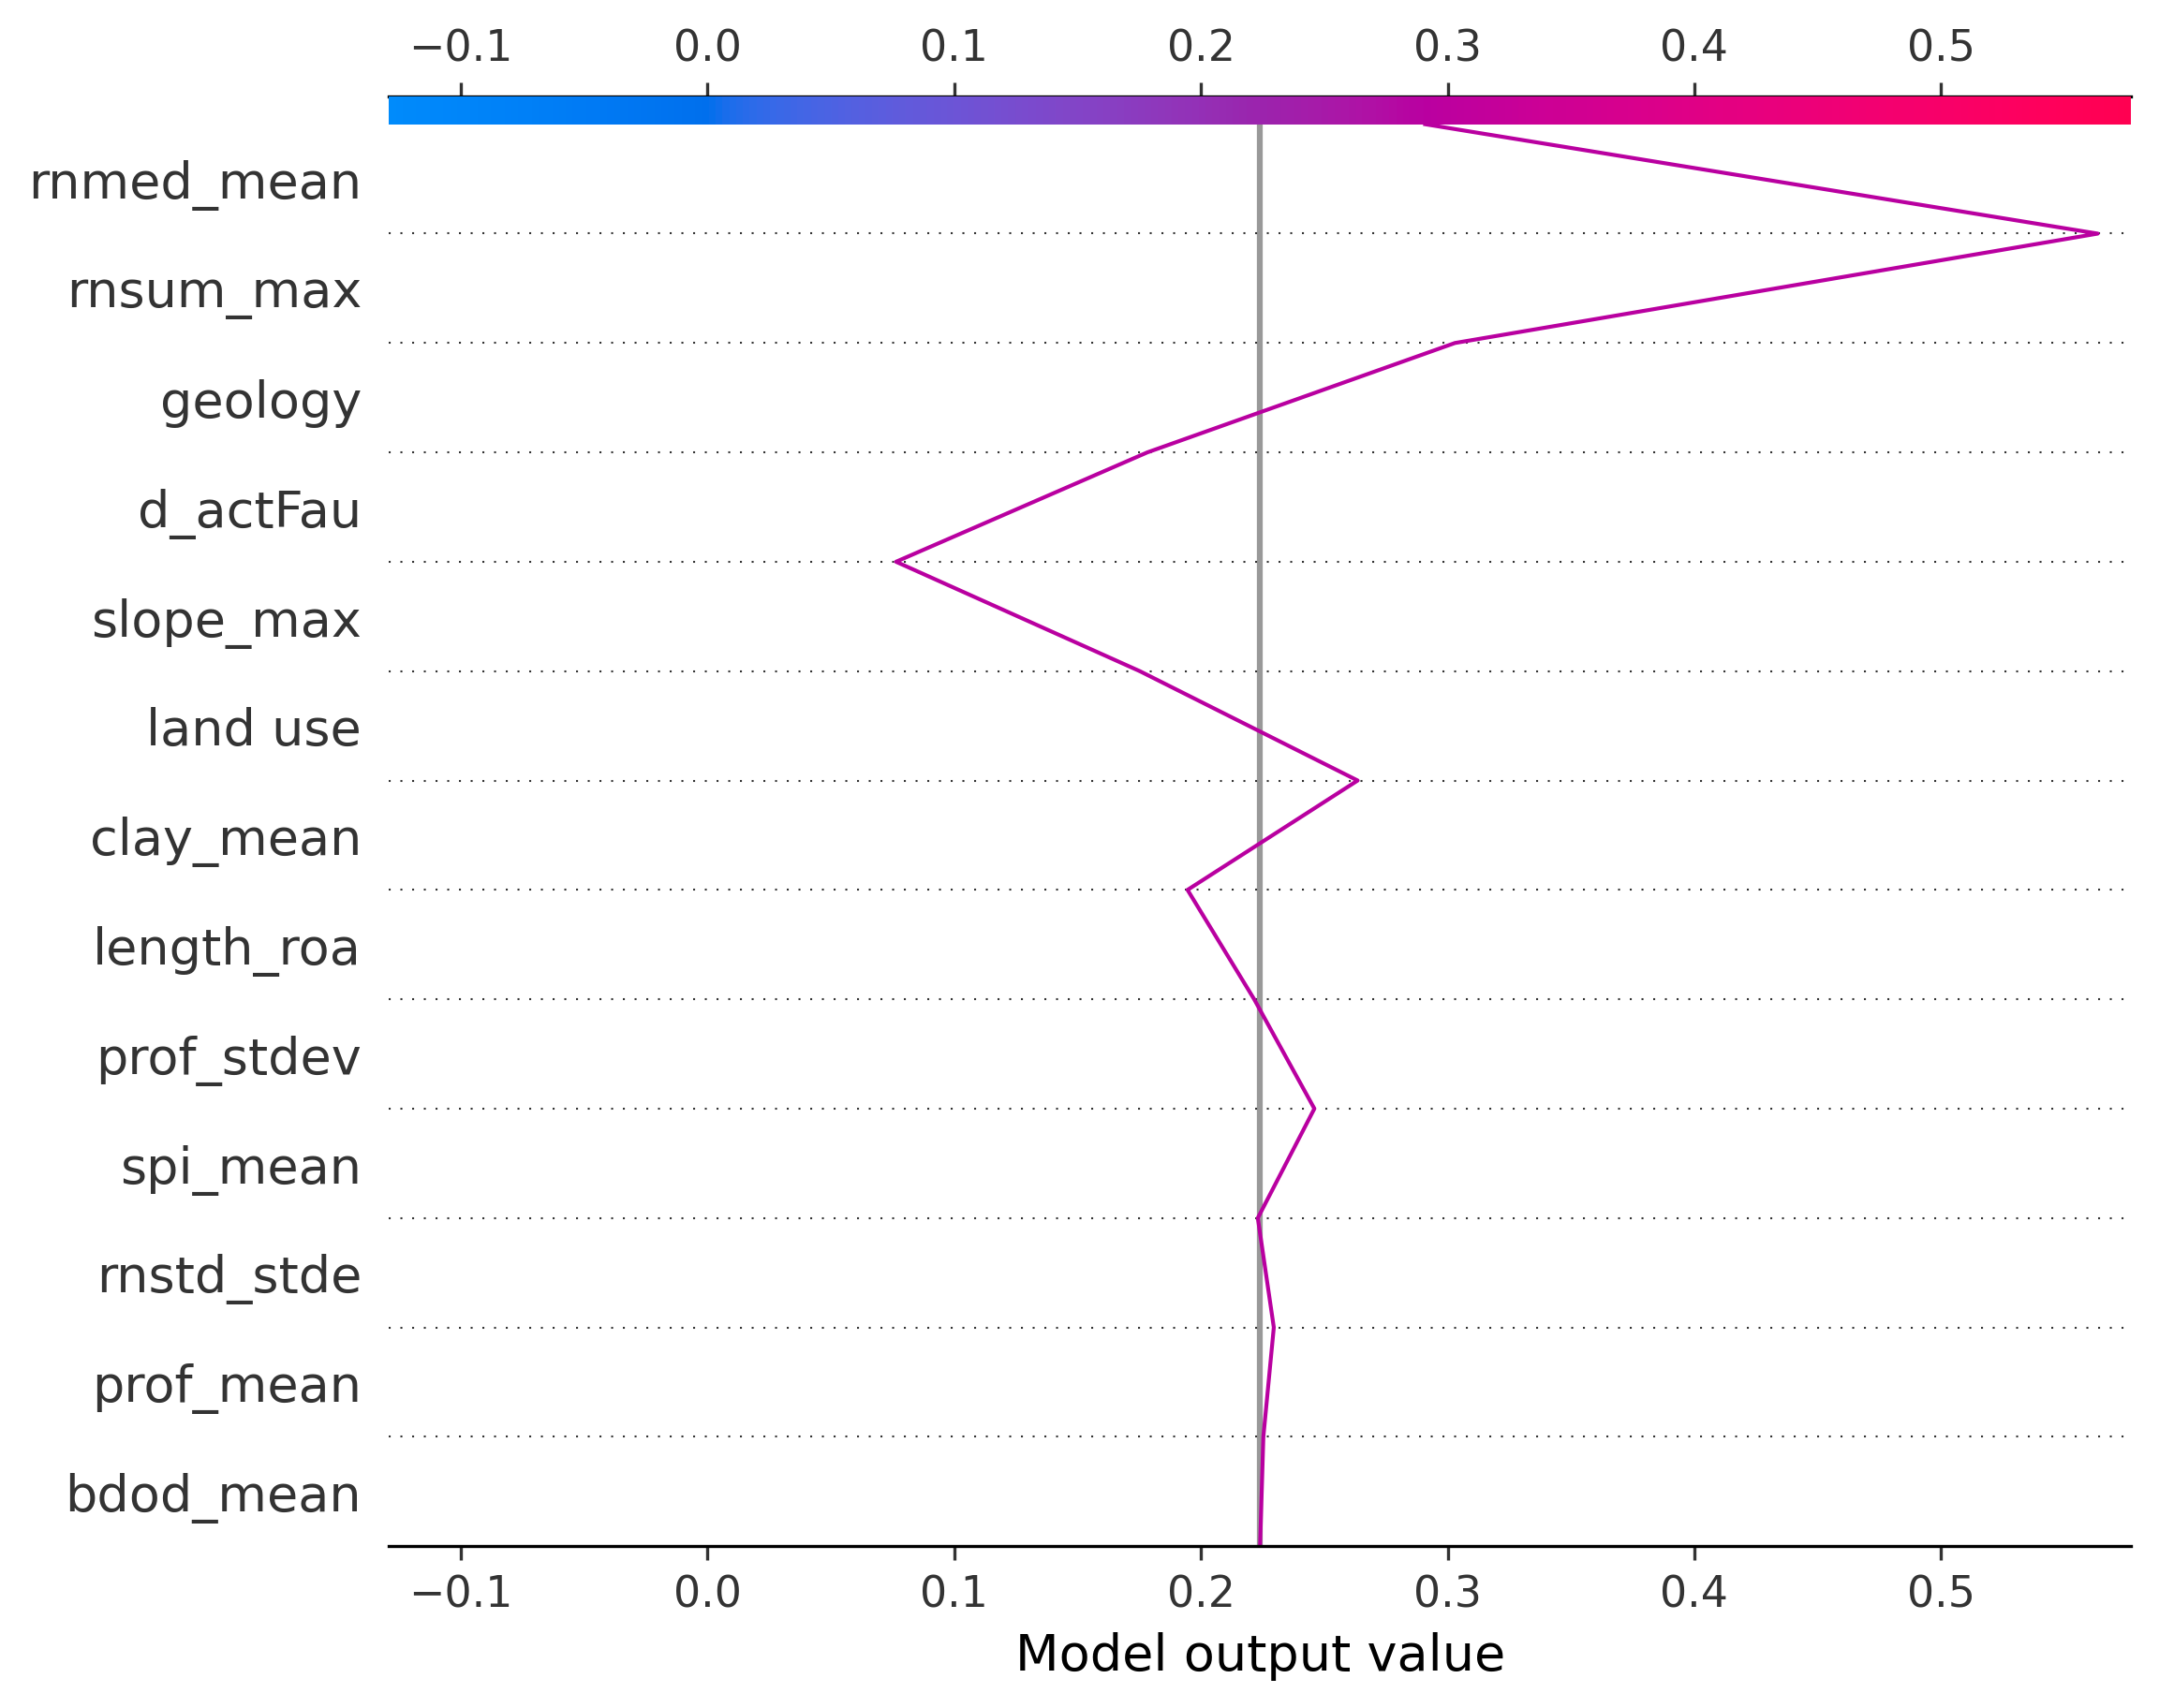 −0.1 0.0 0.1 0.2 0.3 0.4 0.5
rnmed_mean
rnsum_max
geology
d_actFau
slope_max
land use
clay_mean
length_roa
prof_stdev
spi_mean
rnstd_stde
prof_mean
bdod_mean
−0.1 0.0 0.1 0.2 0.3 0.4 0.5
Model output value